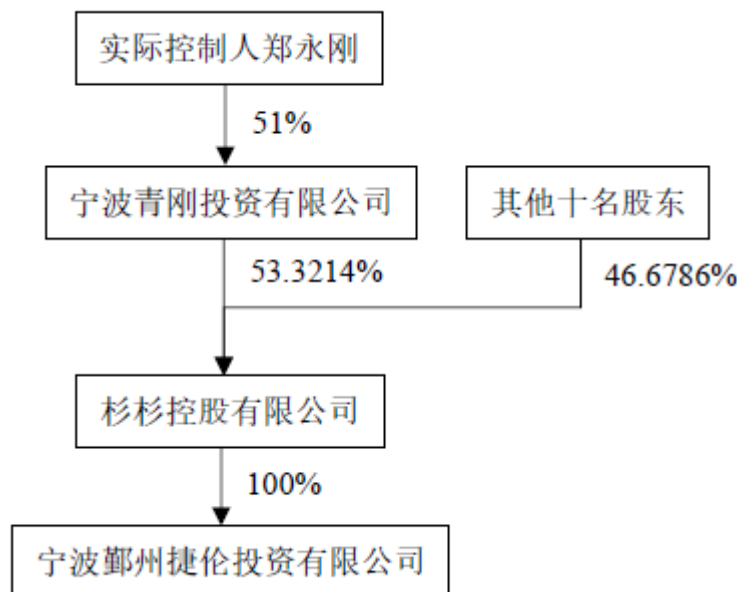 实际控制人郑永刚
51%
宁波青刚投资有限公司
其他十名股东
53.3214%
46.6786%
杉杉控股有限公司
100%
宁波鄞州捷伦投资有限公司